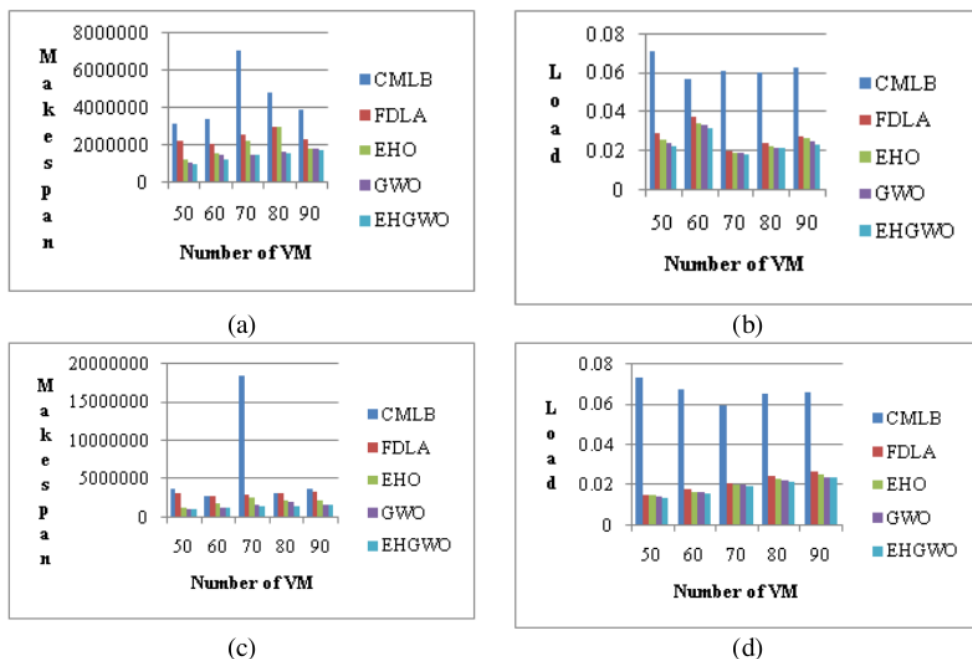 Makespan
8000000
6000000
4000000
2000000
0
50 60 70 80 90
Number of VM
CMLB
FDLA
EHO
GWO
EHGWO
(a)
Load
0.08
0.06
0.04
0.02
0
50 60 70 80 90
Number of VM
CMLB
FDLA
EHO
GWO
EHGWO
(b)
Makespan
20000000
15000000
10000000
5000000
0
50 60 70 80 90
Number of VM
CMLB
FDLA
EHO
GWO
EHGWO
(c)
Load
0.08
0.06
0.04
0.02
0
50 60 70 80 90
Number of VM
CMLB
FDLA
EHO
GWO
EHGWO
(d)